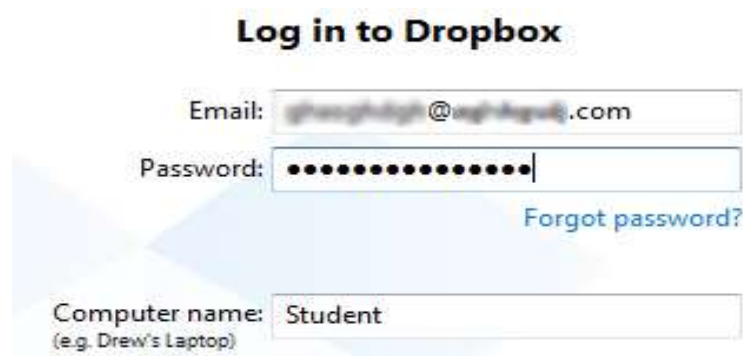 Log in to Dropbox
Email: @ .com
Password: •••••••••••••••
Forgot password?
Computer name: Student
(e.g. Drew's Laptop)